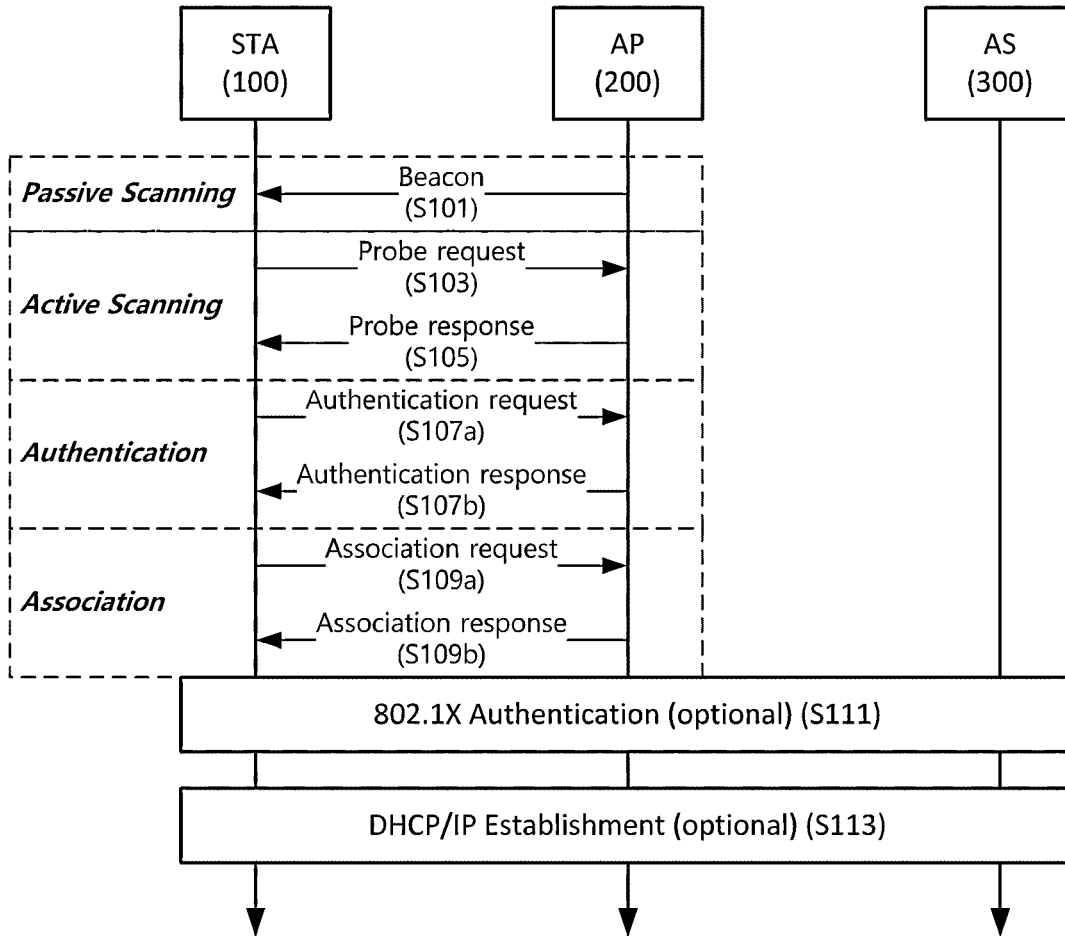 STA
(100)
AP
(200)
AS
(300)
Passive Scanning
Beacon
(S101)
Active Scanning
Probe request
(S103)
Probe response
(S105)
Authentication
Authentication request
(S107a)
Authentication response
(S107b)
Association
Association request
(S109a)
Association response
(S109b)
802.1X Authentication (optional) (S111)
DHCP/IP Establishment (optional) (S113)